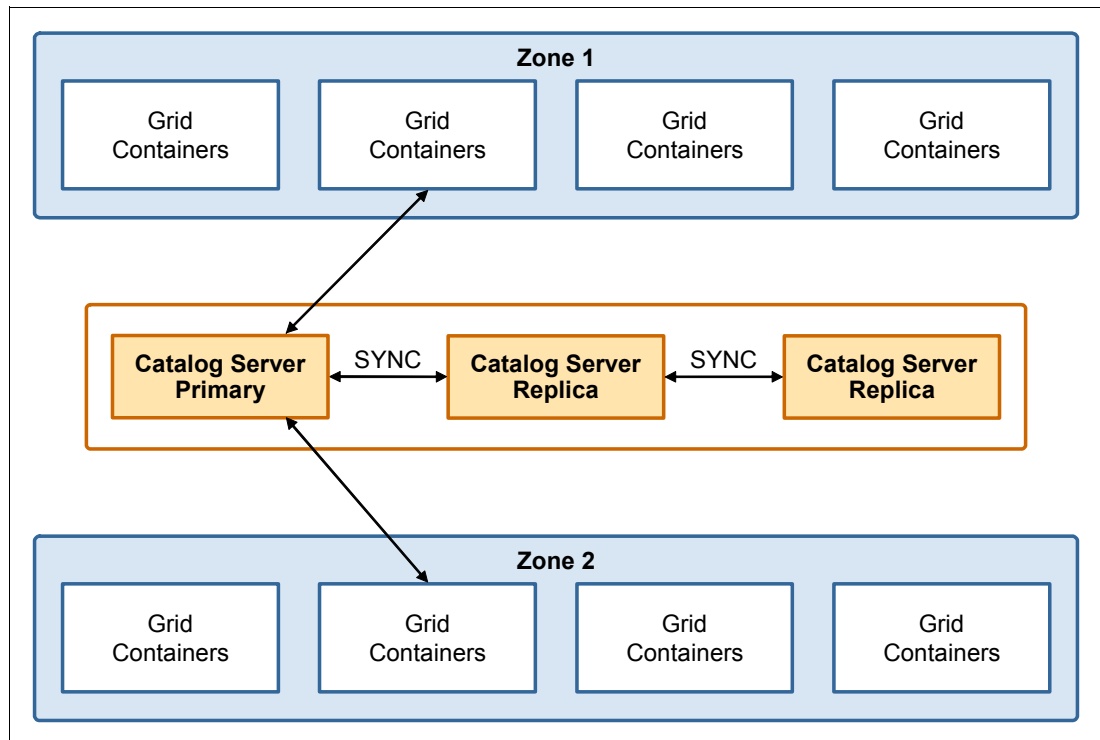 Zone 1
Grid
Containers
Grid
Containers
Grid
Containers
Grid
Containers
Catalog Server
Primary
SYNC
Catalog Server
Replica
SYNC
Catalog Server
Replica
Zone 2
Grid
Containers
Grid
Containers
Grid
Containers
Grid
Containers